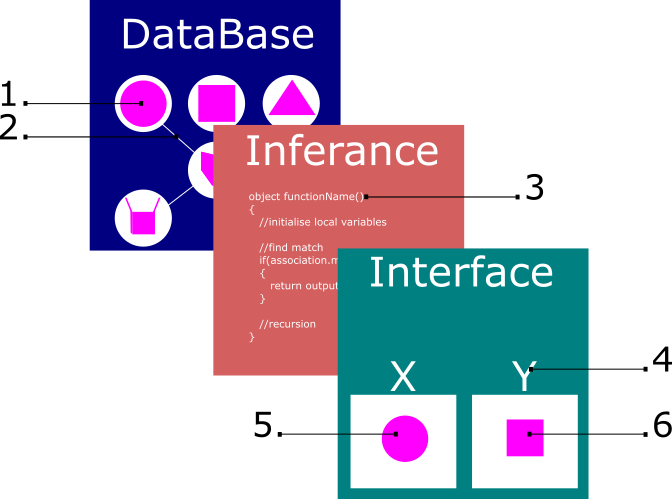 DataBase
1
2
Inferance
object functionName()
3
{
//initialise local variables
//find match
if(association.m
{
return output
}
//recursion
}
Interface
X
Y
4
5
6